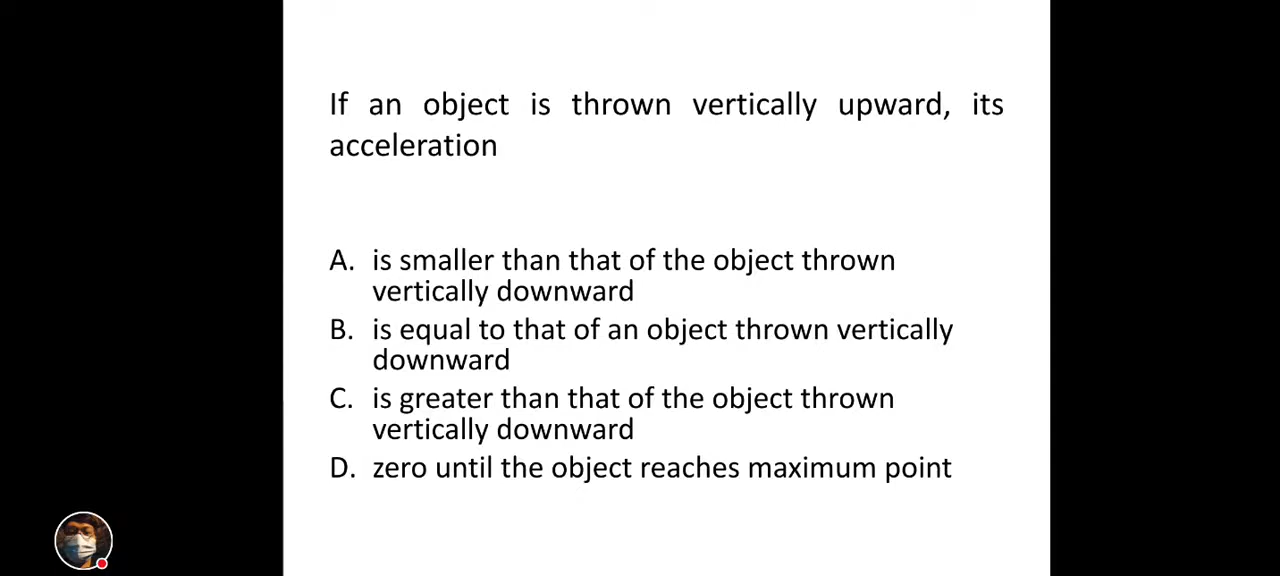 If an object is thrown vertically upward, its
acceleration
A. is smaller than that of the object thrown
vertically downward
B. is equal to that of an object thrown vertically
downward
C. is greater than that of the object thrown
vertically downward
D. zero until the object reaches maximum point